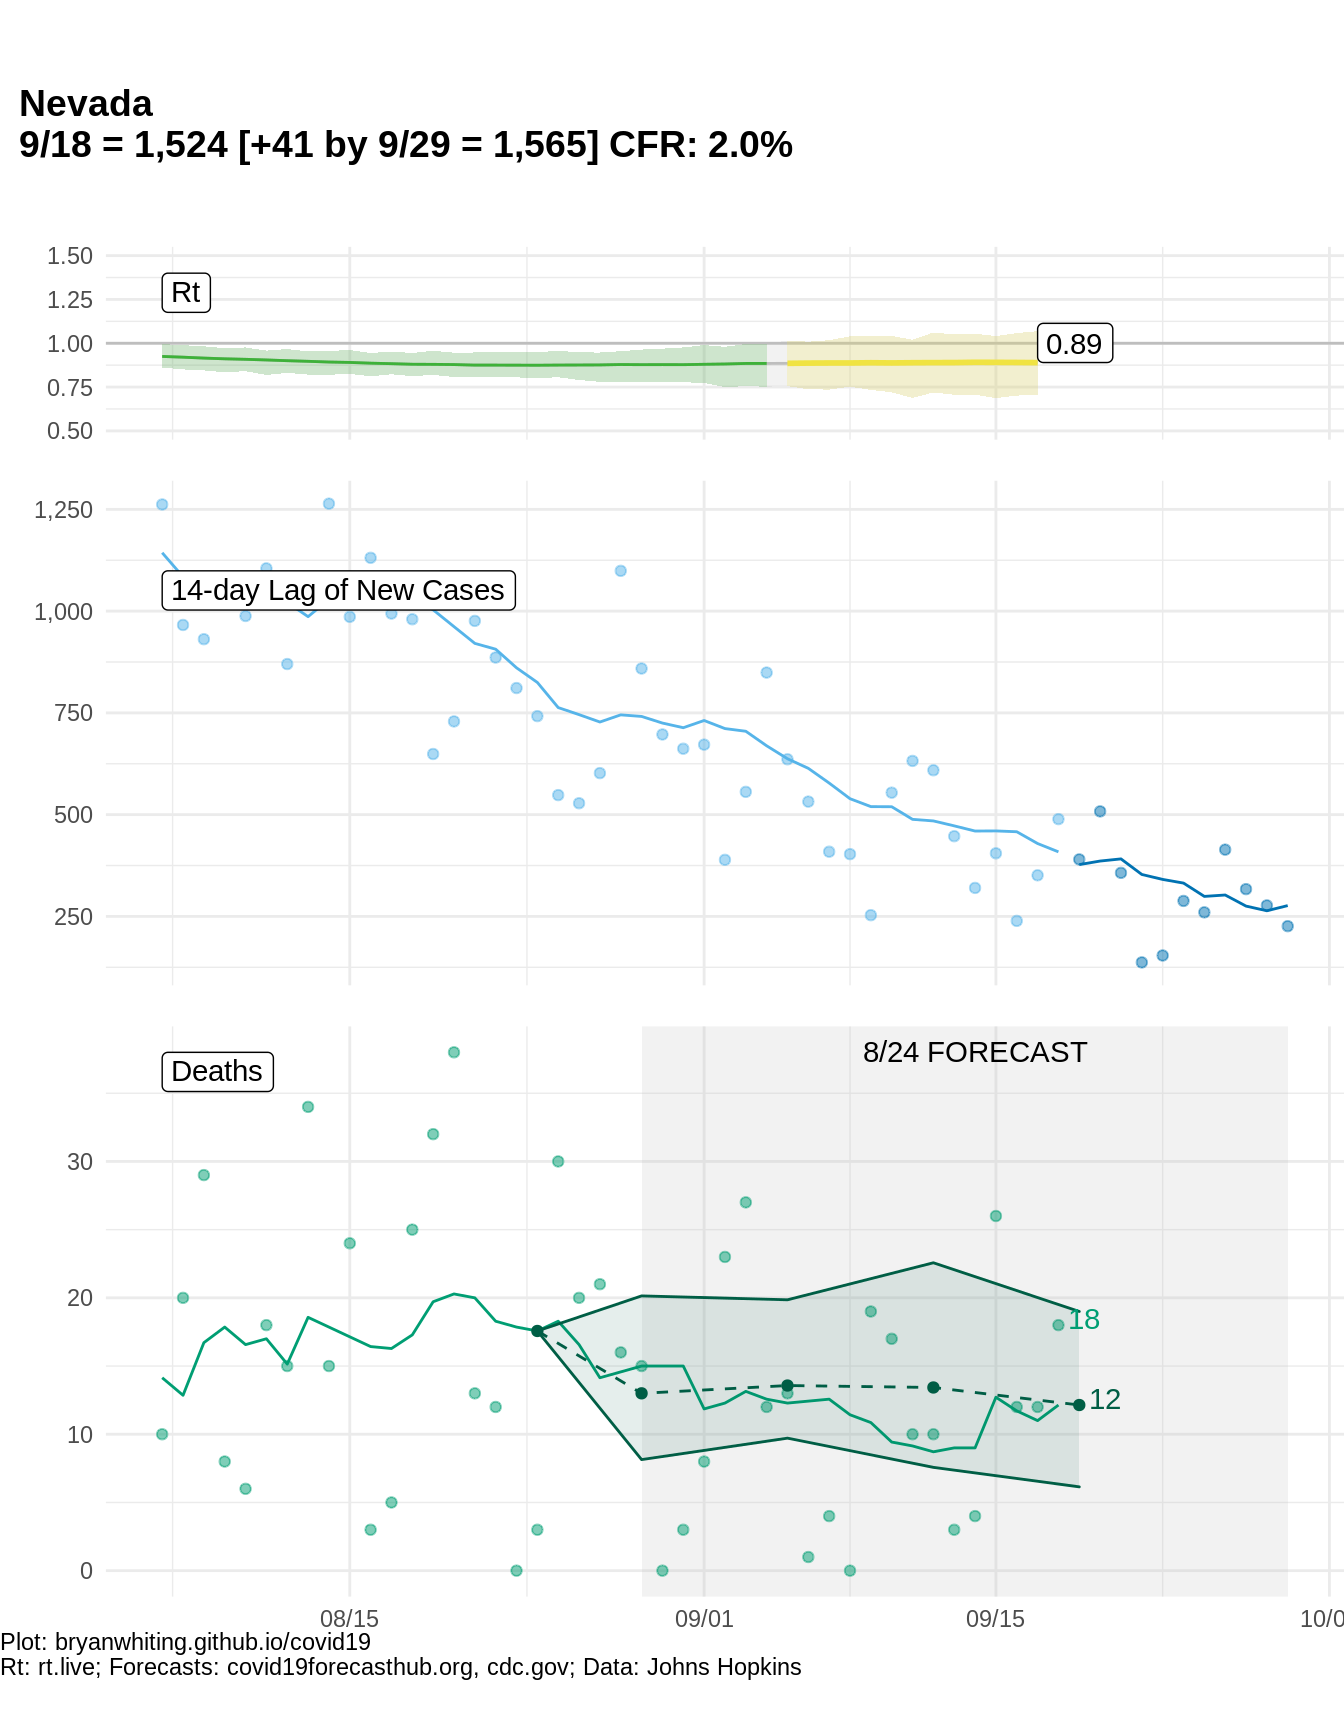 Nevada
9/18 = 1,524 [+41 by 9/29 = 1,565] CFR: 2.0%
1.50
1.25
1.00
0.75
0.50
Rt
0.89
1,250
1,000
750
500
250
14-day Lag of New Cases
Deaths
8/24 FORECAST
30
20
10
0
18
12
08/15
09/01
09/15
10/0
Plot: bryanwhiting.github.io/covid19
Rt: rt.live; Forecasts: covid19forecasthub.org, cdc.gov; Data: Johns Hopkins